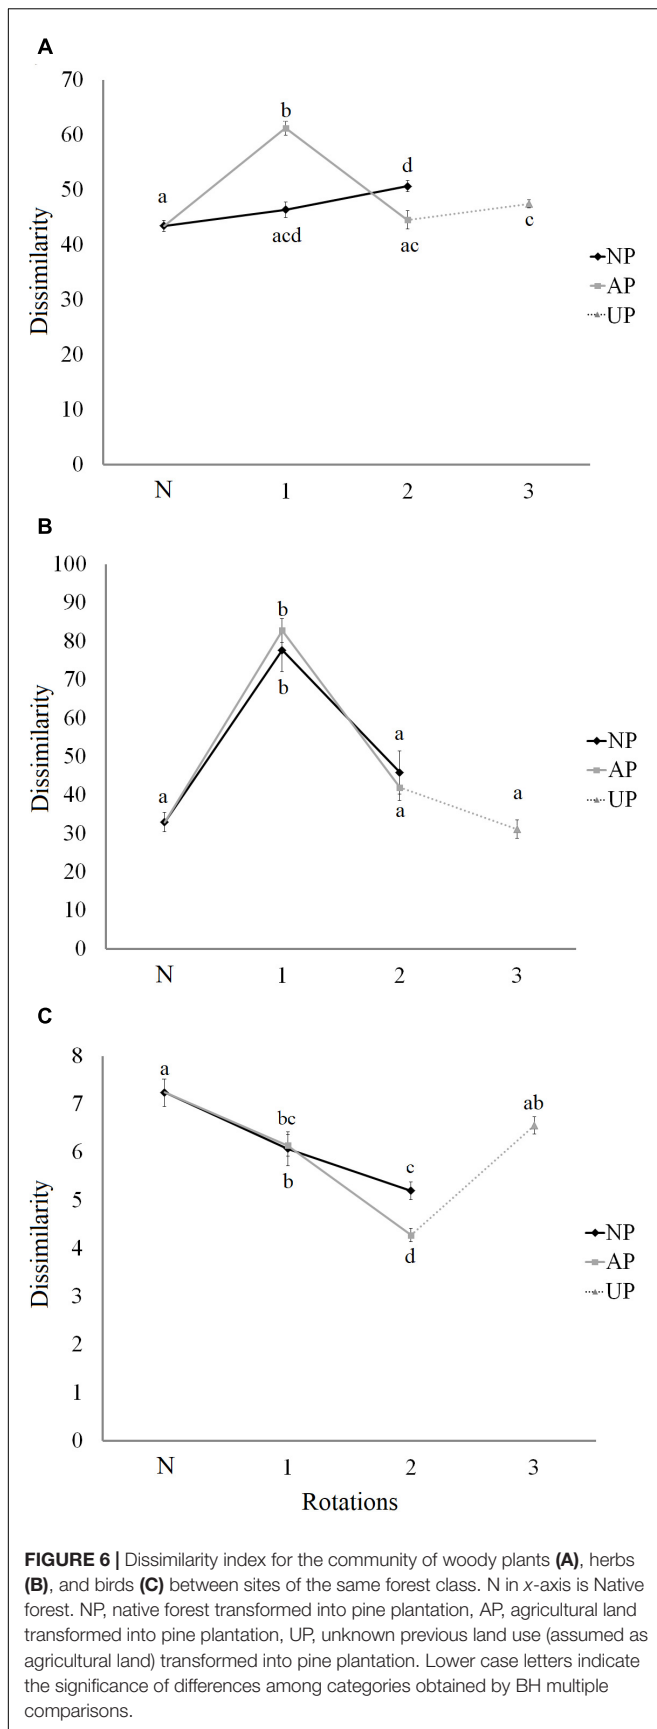 A
70
60
50
40
30
20
10
0
Dissimilarity
a
b
d
acd
ac
c
NP
AP
UP
N 1 2 3
B
100
90
80
70
60
50
40
30
20
10
0
Dissimilarity
a
b
b
a
a
a
NP
AP
UP
N 1 2 3
C
8
7
6
5
4
3
2
1
0
Dissimilarity
a
bc
b
c
d
ab
NP
AP
UP
N 1 2 3
Rotations
FIGURE 6 | Dissimilarity index for the community of woody plants (A), herbs
(B), and birds (C) between sites of the same forest class. N in x-axis is Native
forest. NP, native forest transformed into pine plantation, AP, agricultural land
transformed into pine plantation, UP, unknown previous land use (assumed as
agricultural land) transformed into pine plantation. Lower case letters indicate
the significance of differences among categories obtained by BH multiple
comparisons.